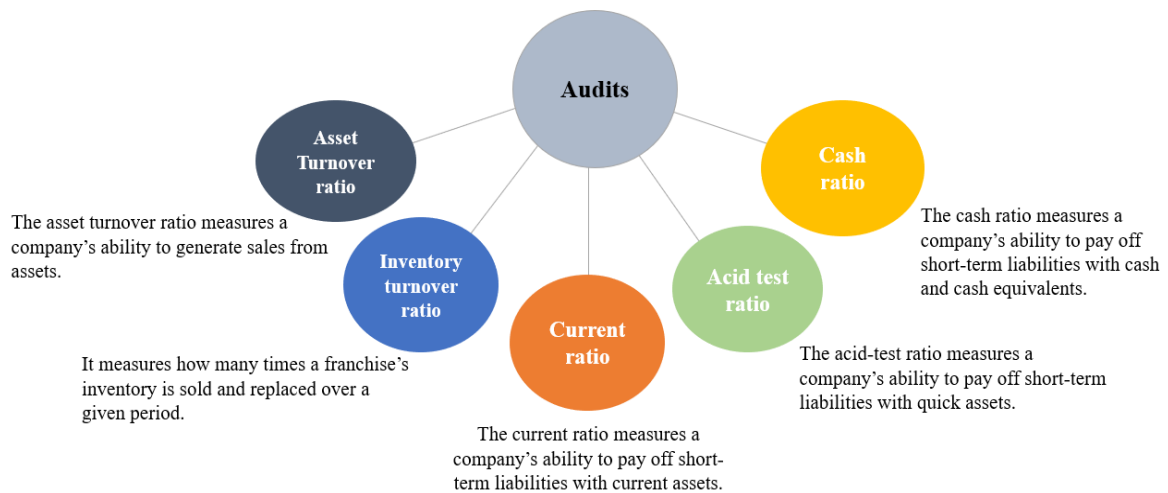 Audits
Asset
Turnover
ratio
The asset turnover ratio measures a
company’s ability to generate sales from
assets.
Inventory
turnover
ratio
It measures how many times a franchise’s
inventory is sold and replaced over a
given period.
Current
ratio
The current ratio measures a
company’s ability to pay off short-
term liabilities with current assets.
Acid test
ratio
The acid-test ratio measures a
company’s ability to pay off short-term
liabilities with quick assets.
Cash
ratio
The cash ratio measures a
company’s ability to pay off
short-term liabilities with cash
and cash equivalents.